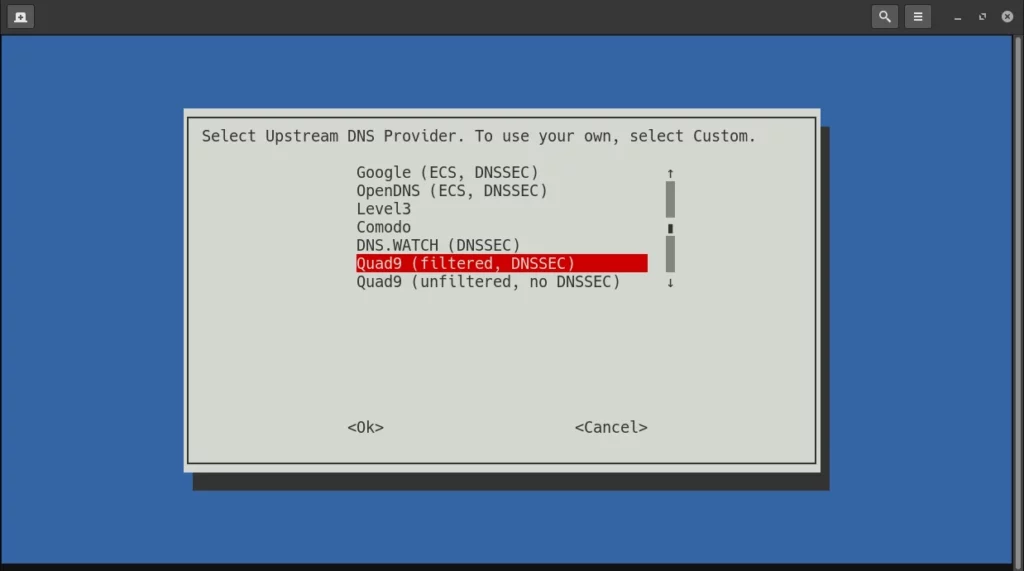 Select Upstream DNS Provider. To use your own, select Custom.
Google (ECS, DNSSEC)
OpenDNS (ECS, DNSSEC)
Level3
Comodo
DNS.WATCH (DNSSEC)
Quad9 (filtered, DNSSEC)
Quad9 (unfiltered, no DNSSEC)
<Ok> <Cancel>